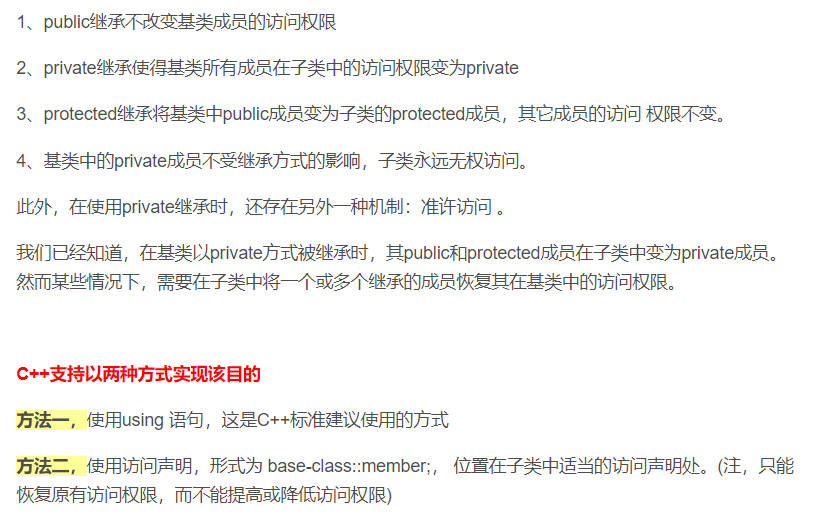 1、public继承不改变基类成员的访问权限
2、private继承使得基类所有成员在子类中的访问权限变为private
3、protected继承将基类中public成员变为子类的protected成员，其它成员的访问 权限不变。
4、基类中的private成员不受继承方式的影响，子类永远无权访问。
此外，在使用private继承时，还存在另外一种机制：准许访问 。
我们已经知道，在基类以private方式被继承时，其public和protected成员在子类中变为private成员。
然而某些情况下，需要在子类中将一个或多个继承的成员恢复其在基类中的访问权限。
C++支持以两种方式实现该目的
方法一，使用using 语句，这是C++标准建议使用的方式
方法二，使用访问声明，形式为 base-class::member;， 位置在子类中适当的访问声明处。(注，只能
恢复原有访问权限，而不能提高或降低访问权限)